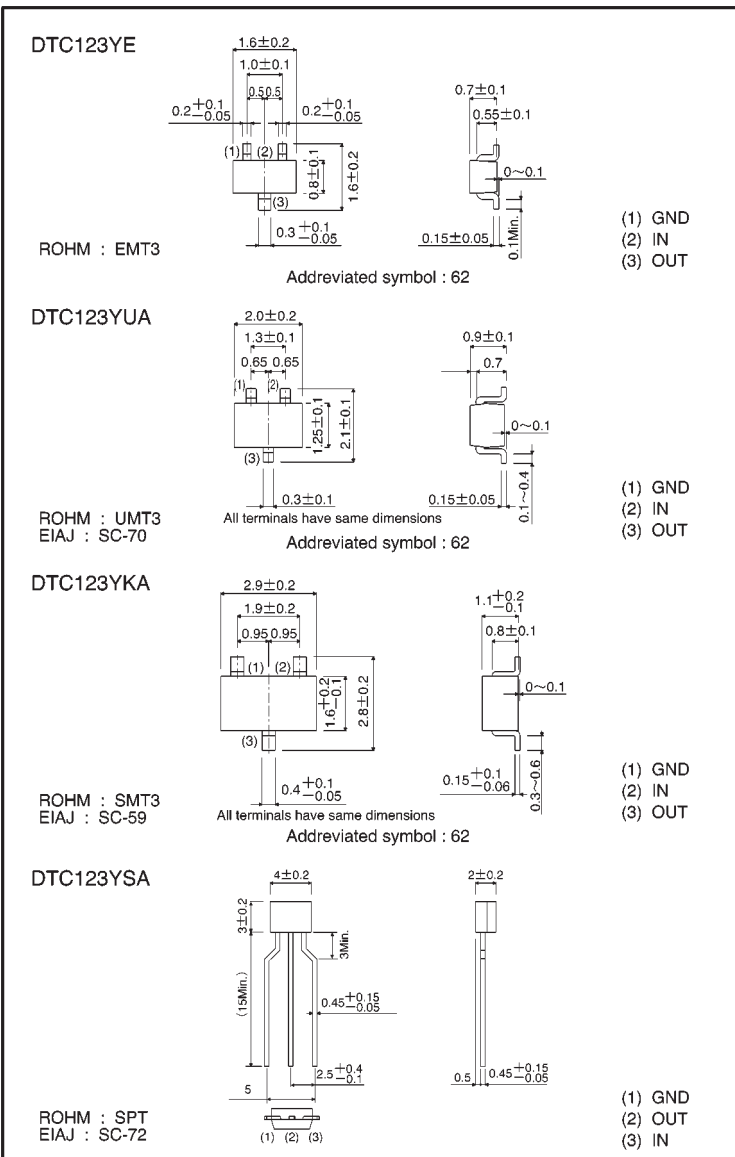 DTC123YE
1.6±0.2
1.0±0.1
0.5 0.5
0.2 +0.1 −0.05
0.2 +0.1 −0.05
(1) (2)
(3)
0.8±0.1
1.6±0.2
0.3 +0.1 −0.05
0.7±0.1
0.55±0.1
0~0.1
0.15±0.05
0.1Min.
ROHM : EMT3
Addreviated symbol : 62
(1) GND
(2) IN
(3) OUT
DTC123YUA
2.0±0.2
1.3±0.1
0.65 0.65
(1) (2)
(3)
1.25±0.1
2.1±0.1
0.3±0.1
0.9±0.1
0.7
0~0.1
0.15±0.05
0.1~0.4
All terminals have same dimensions
ROHM : UMT3
EIAJ : SC-70
Addreviated symbol : 62
(1) GND
(2) IN
(3) OUT
DTC123YKA
2.9±0.2
1.9±0.2
0.95 0.95
(1) (2)
(3)
1.6 +0.2 −0.1
2.8±0.2
0.4 +0.1 −0.05
1.1 +0.2 −0.1
0.8±0.1
0~0.1
0.15 +0.1 −0.06
0.3~0.6
All terminals have same dimensions
ROHM : SMT3
EIAJ : SC-59
Addreviated symbol : 62
(1) GND
(2) IN
(3) OUT
DTC123YSA
4±0.2
2±0.2
3±0.2
3Min.
(15Min.)
0.45 +0.15 −0.05
2.5 +0.4 −0.1
5
0.5
0.45 +0.15 −0.05
(1) (2) (3)
ROHM : SPT
EIAJ : SC-72
(1) GND
(2) OUT
(3) IN